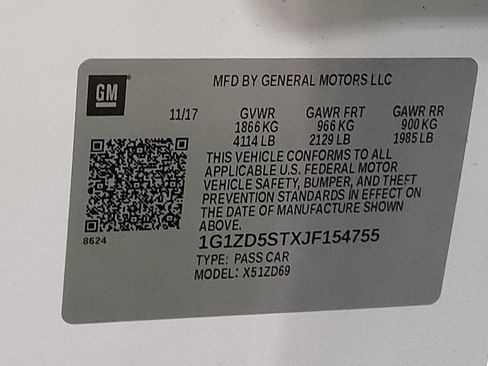 GM
MFD BY GENERAL MOTORS LLC
11/17 GVWR GAWR FRT GAWR RR
1866 KG 966 KG 900 KG
4114 LB 2129 LB 1985 LB
THIS VEHICLE CONFORMS TO ALL
APPLICABLE U.S. FEDERAL MOTOR
VEHICLE SAFETY, BUMPER, AND THEFT
PREVENTION STANDARDS IN EFFECT ON
THE DATE OF MANUFACTURE SHOWN
ABOVE.
8624
1G1ZD5STXJF154755
TYPE: PASS CAR
MODEL: X51ZD69